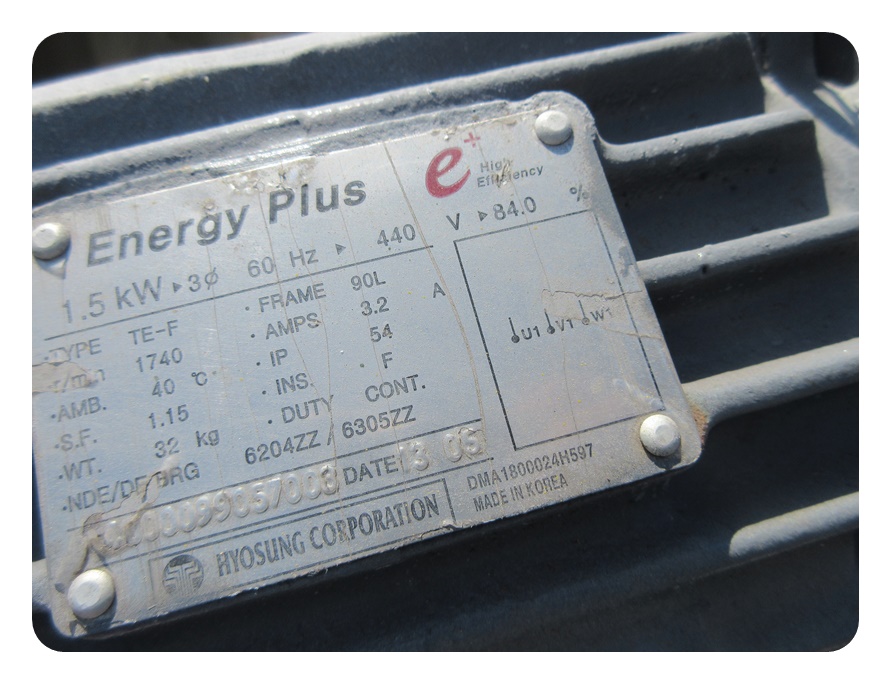 Energy Plus e+ High Efficiency
1.5 kW ▸ 3ø 60 Hz ▸ 440 V ▸ 84.0 %
·TYPE TE-F · FRAME 90L
r/min 1740 · AMPS 3.2 A
·AMB. 40 °C · IP 54
·S.F. 1.15 · INS. F
·WT. 32 kg · DUTY CONT.
·NDE/DE BRG 6204ZZ / 6305ZZ
U1 V1 W1
DATE 13 05
DMA1800024H597
MADE IN KOREA
HYOSUNG CORPORATION